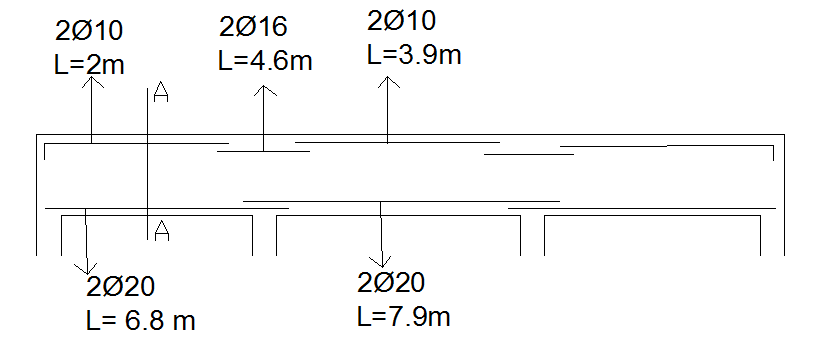 2Ø10
L=2m
2Ø16
L=4.6m
2Ø10
L=3.9m
A
A
2Ø20
L= 6.8 m
2Ø20
L=7.9m